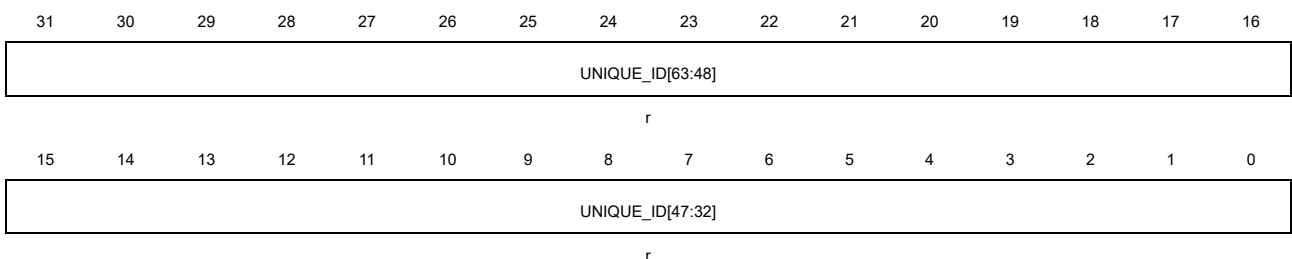 31 30 29 28 27 26 25 24 23 22 21 20 19 18 17 16
UNIQUE_ID[63:48]
r
15 14 13 12 11 10 9 8 7 6 5 4 3 2 1 0
UNIQUE_ID[47:32]
r